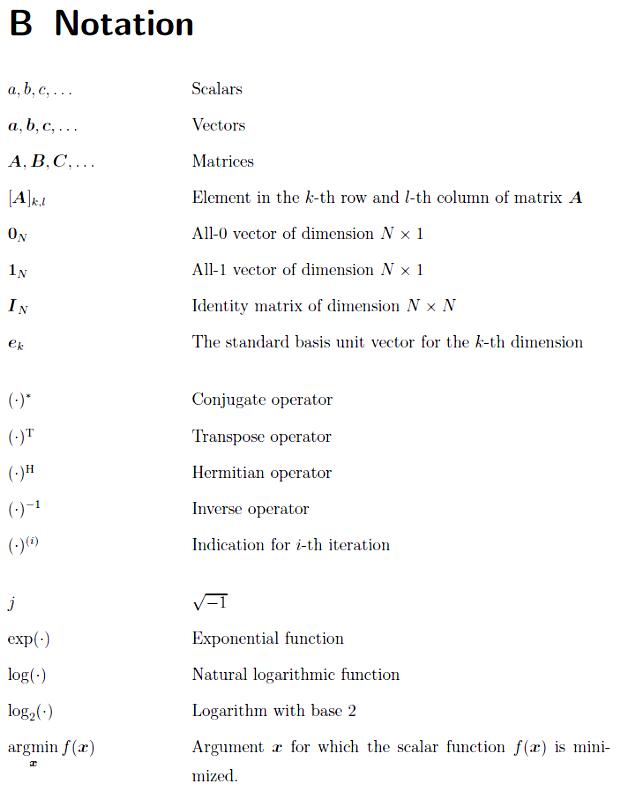 B Notation
a, b, c, . . . Scalars
a, b, c, . . . Vectors
A, B, C, . . . Matrices
[A]k,l Element in the k-th row and l-th column of matrix A
0N All-0 vector of dimension N × 1
1N All-1 vector of dimension N × 1
IN Identity matrix of dimension N × N
ek The standard basis unit vector for the k-th dimension
(·)* Conjugate operator
(·)ᵀ Transpose operator
(·)ᴴ Hermitian operator
(·)⁻¹ Inverse operator
(·)⁽ⁱ⁾ Indication for i-th iteration
j √−1
exp(·) Exponential function
log(·) Natural logarithmic function
log₂(·) Logarithm with base 2
argmin f(x) Argument x for which the scalar function f(x) is mini-
x
mized.